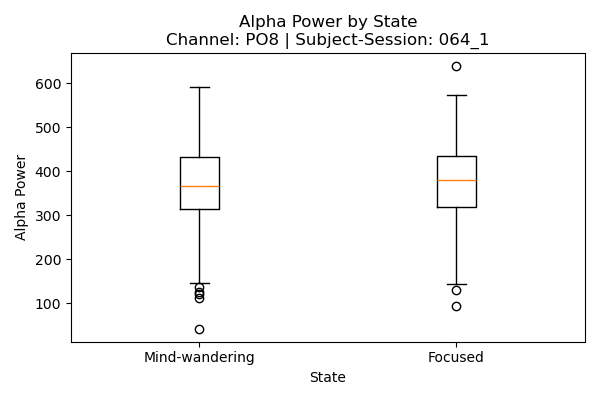 Alpha Power by State
Channel: PO8 | Subject-Session: 064_1
600
500
400
300
200
100
Alpha Power
Mind-wandering
Focused
State